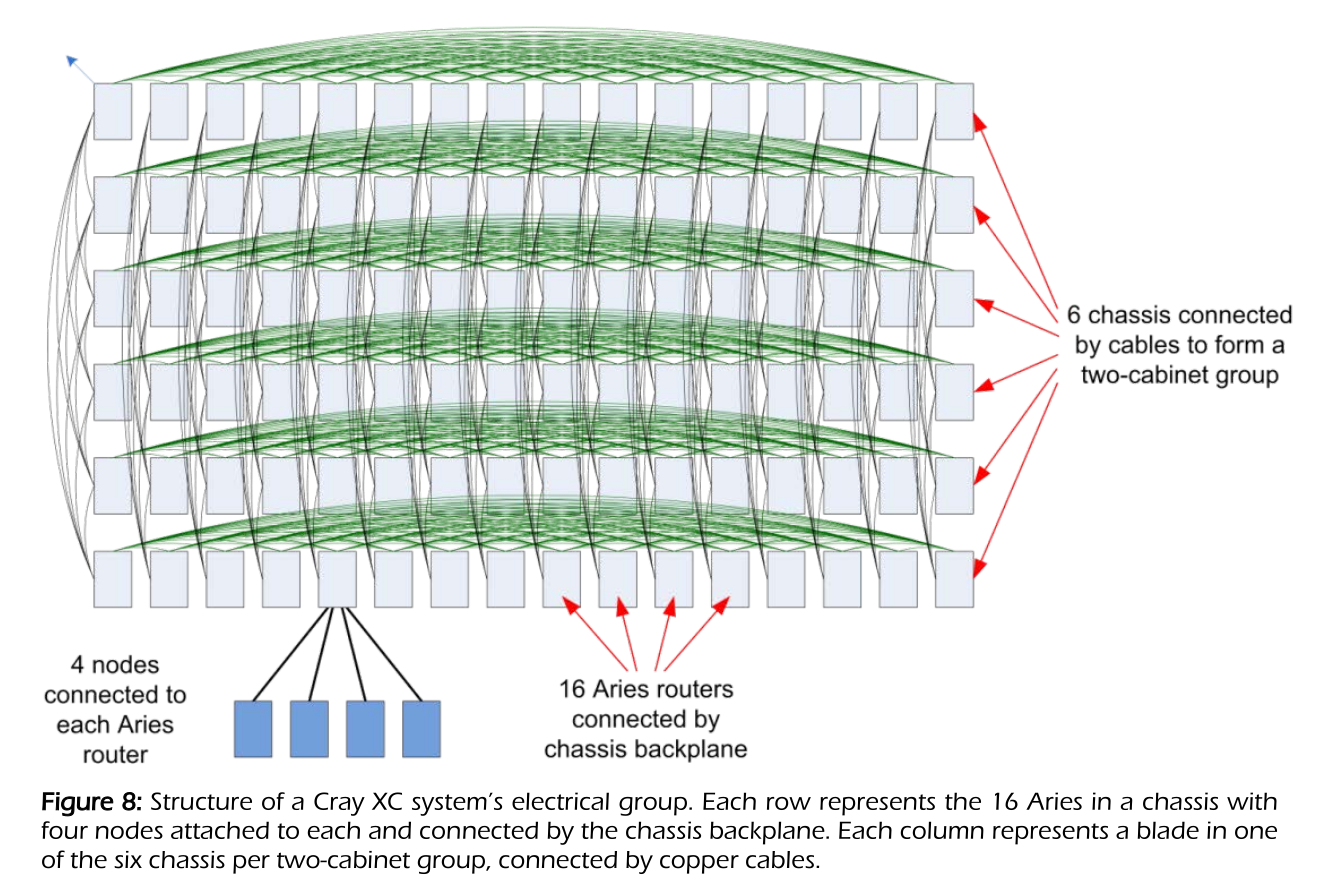 6 chassis connected
by cables to form a
two-cabinet group
4 nodes
connected to
each Aries
router
16 Aries routers
connected by
chassis backplane
Figure 8: Structure of a Cray XC system's electrical group. Each row represents the 16 Aries in a chassis with
four nodes attached to each and connected by the chassis backplane. Each column represents a blade in one
of the six chassis per two-cabinet group, connected by copper cables.